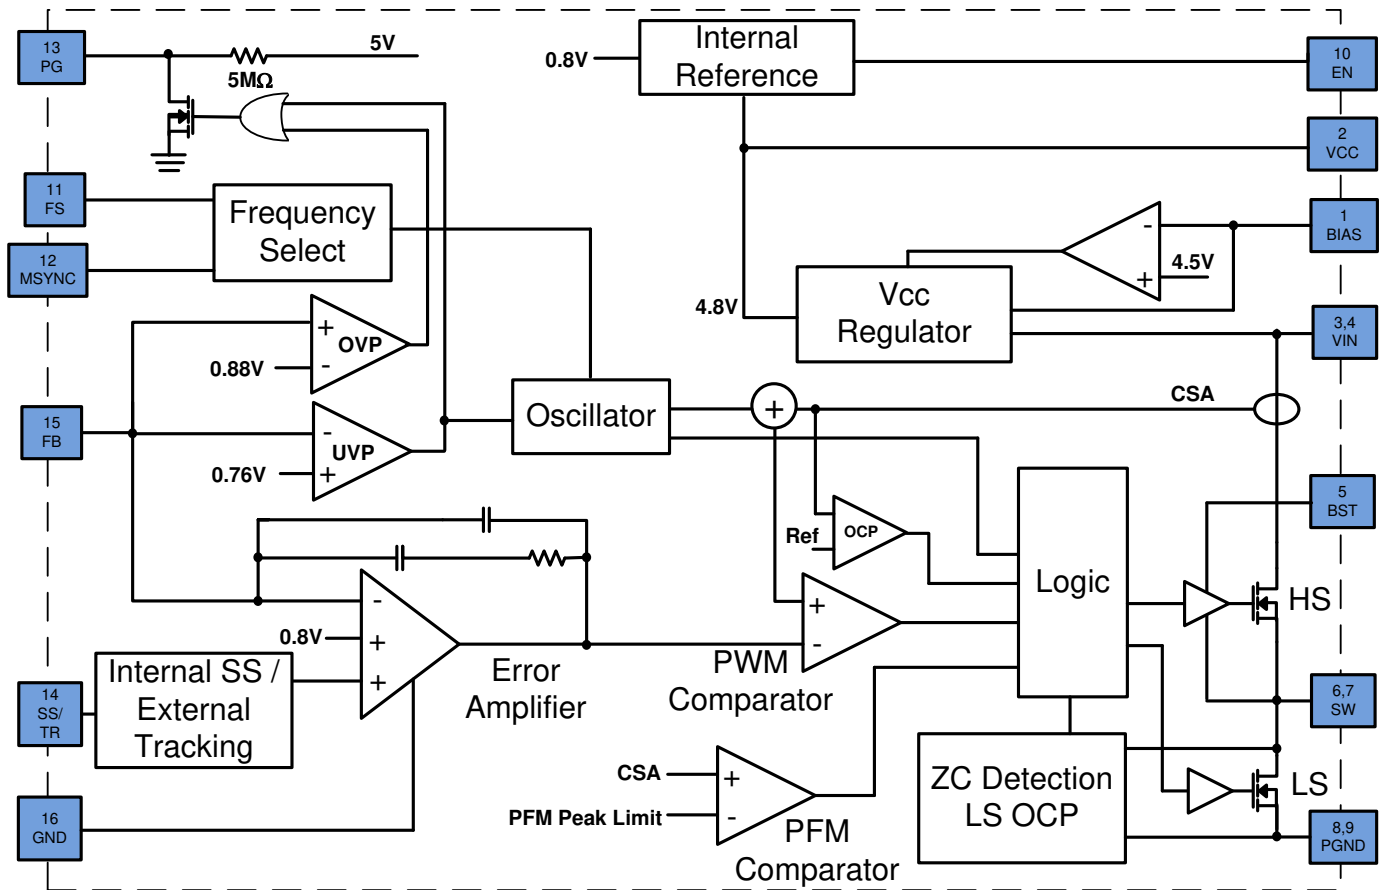 13
PG
5V
5MΩ
0.8V
Internal
Reference
10
EN
2
VCC
11
FS
12
MSYNC
Frequency
Select
1
BIAS
-
+
4.5V
4.8V
Vcc
Regulator
3,4
VIN
+
-
OVP
0.88V
15
FB
-
+
UVP
0.76V
Oscillator
+
CSA
5
BST
Ref
OCP
Logic
HS
-
+
+
0.8V
Error
Amplifier
+
-
PWM
Comparator
Internal SS /
External
Tracking
14
SS/
TR
6,7
SW
16
GND
CSA
PFM Peak Limit
+
-
PFM
Comparator
ZC Detection
LS OCP
LS
8,9
PGND